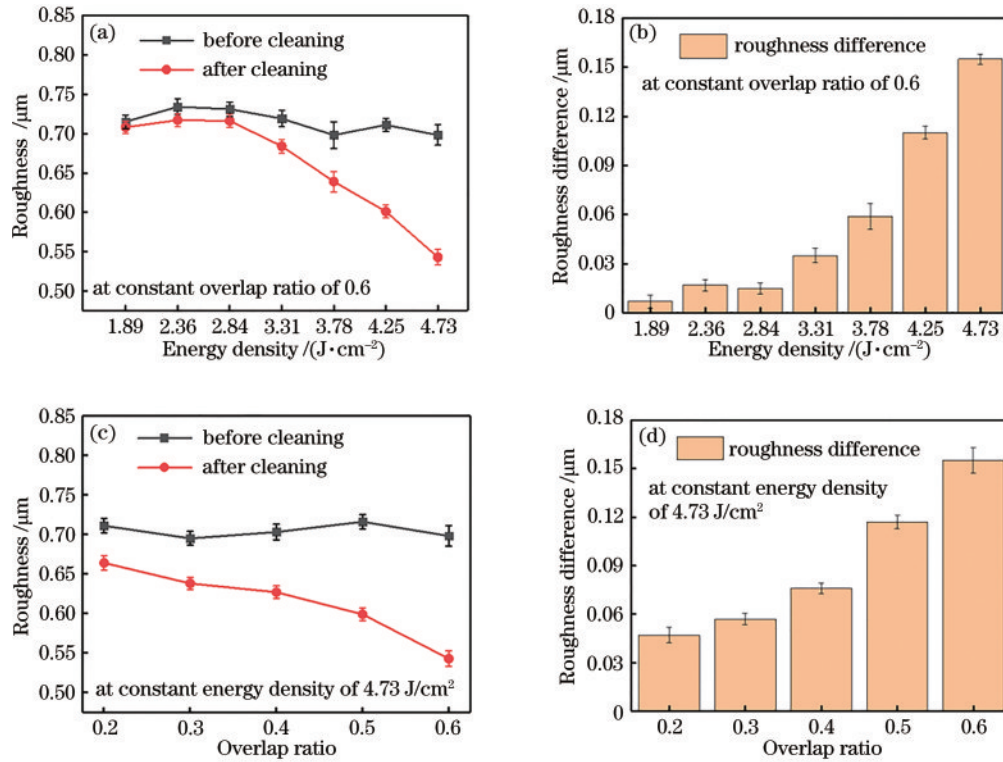 (a)
before cleaning
after cleaning
Roughness /μm
0.85
0.80
0.75
0.70
0.65
0.60
0.55
0.50
at constant overlap ratio of 0.6
1.89 2.36 2.84 3.31 3.78 4.25 4.73
Energy density /(J·cm⁻²)
(b)
roughness difference
at constant overlap ratio of 0.6
Roughness difference /μm
0.18
0.15
0.12
0.09
0.06
0.03
0
1.89 2.36 2.84 3.31 3.78 4.25 4.73
Energy density /(J·cm⁻²)
(c)
before cleaning
after cleaning
Roughness /μm
0.85
0.80
0.75
0.70
0.65
0.60
0.55
0.50
at constant energy density of 4.73 J/cm²
0.2 0.3 0.4 0.5 0.6
Overlap ratio
(d)
roughness difference
at constant energy density
of 4.73 J/cm²
Roughness difference /μm
0.18
0.15
0.12
0.09
0.06
0.03
0
0.2 0.3 0.4 0.5 0.6
Overlap ratio